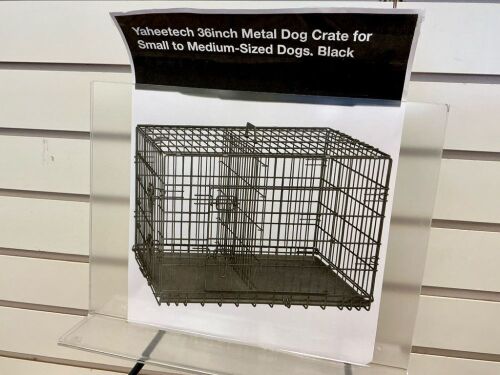 Yaheetech 36inch Metal Dog Crate for
Small to Medium-Sized Dogs, Black